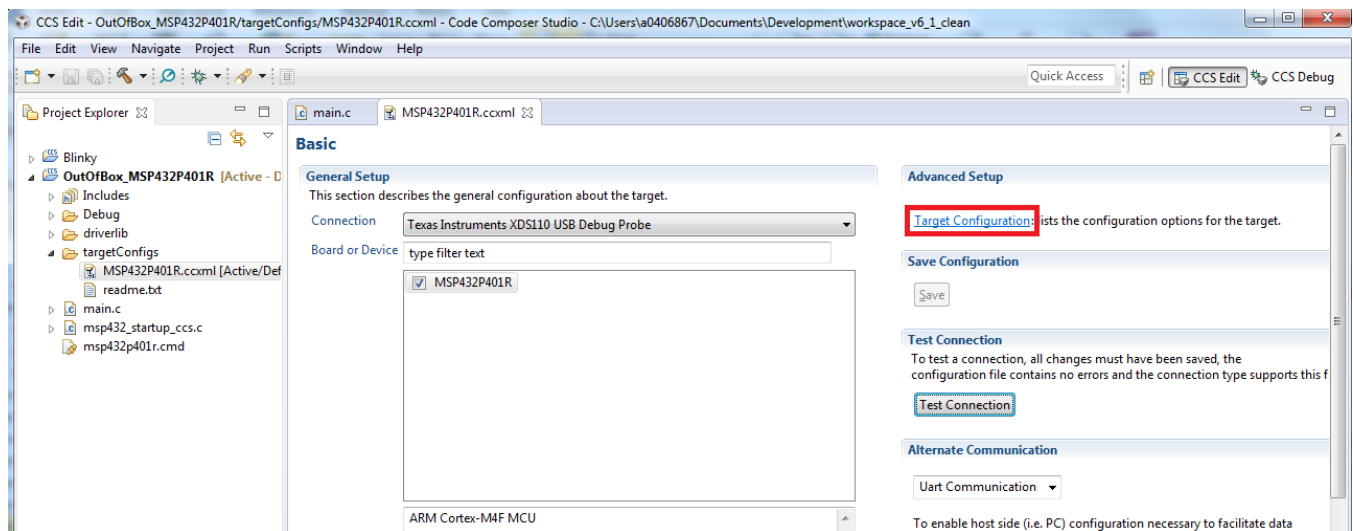 CCS Edit - OutOfBox_MSP432P401R/targetConfigs/MSP432P401R.ccxml - Code Composer Studio - C:\Users\a0406867\Documents\Development\workspace_v6_1_clean
File Edit View Navigate Project Run Scripts Window Help
Quick Access CCS Edit CCS Debug
Project Explorer
Blinky
OutOfBox_MSP432P401R [Active - D
Includes
Debug
driverlib
targetConfigs
MSP432P401R.ccxml [Active/Def
readme.txt
main.c
msp432_startup_ccs.c
msp432p401r.cmd
main.c MSP432P401R.ccxml
Basic
General Setup
This section describes the general configuration about the target.
Connection Texas Instruments XDS110 USB Debug Probe
Board or Device type filter text
MSP432P401R
ARM Cortex-M4F MCU
Advanced Setup
Target Configuration: lists the configuration options for the target.
Save Configuration
Save
Test Connection
To test a connection, all changes must have been saved, the
configuration file contains no errors and the connection type supports this f
Test Connection
Alternate Communication
Uart Communication
To enable host side (i.e. PC) configuration necessary to facilitate data